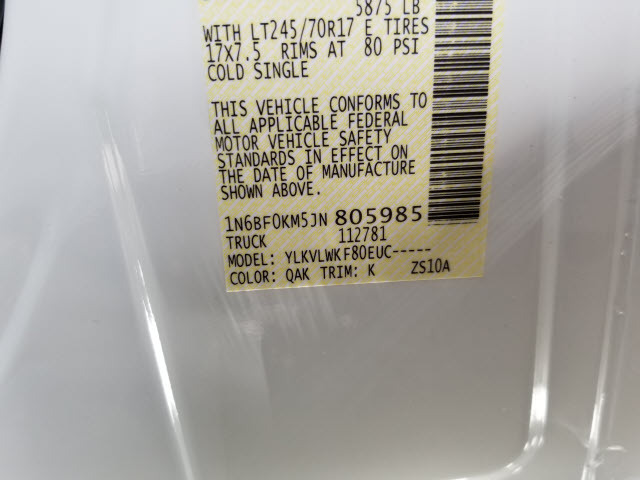 5875 LB
WITH LT245/70R17 E TIRES
17X7.5 RIMS AT 80 PSI
COLD SINGLE
THIS VEHICLE CONFORMS TO
ALL APPLICABLE FEDERAL
MOTOR VEHICLE SAFETY
STANDARDS IN EFFECT ON
THE DATE OF MANUFACTURE
SHOWN ABOVE.
1N6BF0KM5JN 805985
TRUCK 112781
MODEL: YLKVLWKF80EUC-----
COLOR: QAK TRIM: K ZS10A